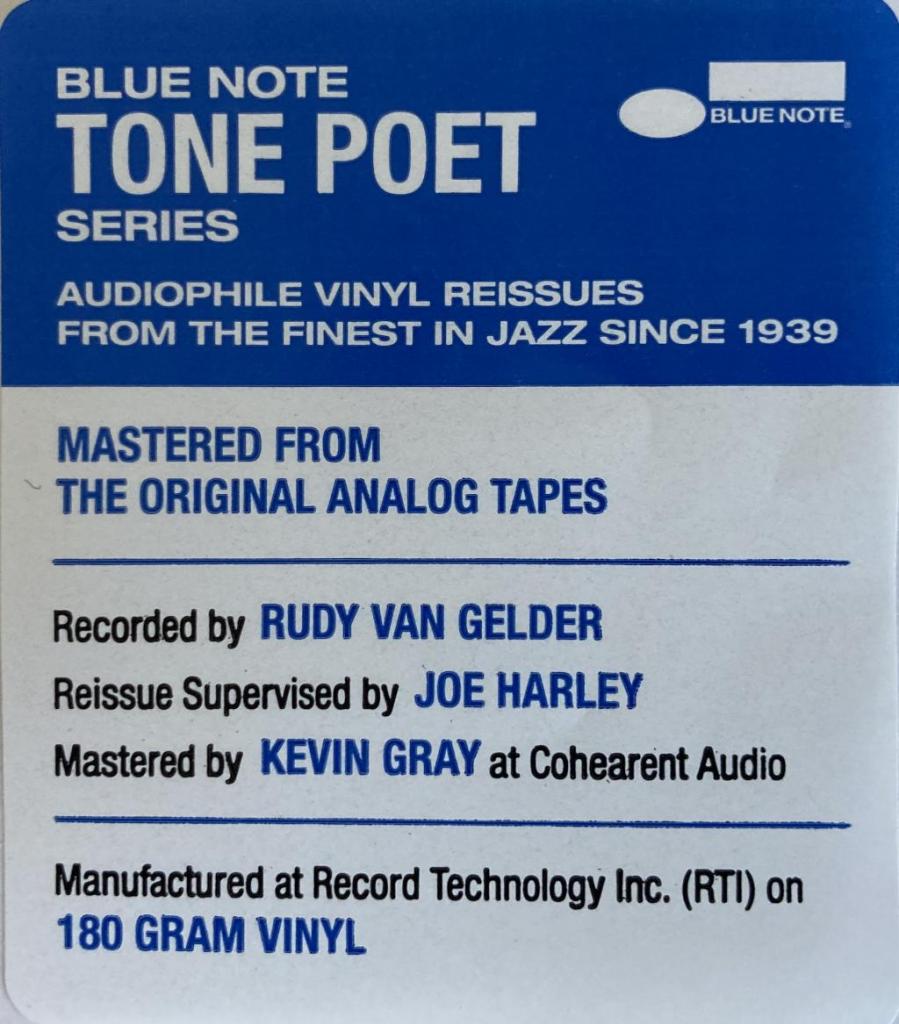 BLUE NOTE
TONE POET
SERIES
BLUE NOTE
AUDIOPHILE VINYL REISSUES
FROM THE FINEST IN JAZZ SINCE 1939
MASTERED FROM
THE ORIGINAL ANALOG TAPES
Recorded by RUDY VAN GELDER
Reissue Supervised by JOE HARLEY
Mastered by KEVIN GRAY at Cohearent Audio
Manufactured at Record Technology Inc. (RTI) on
180 GRAM VINYL